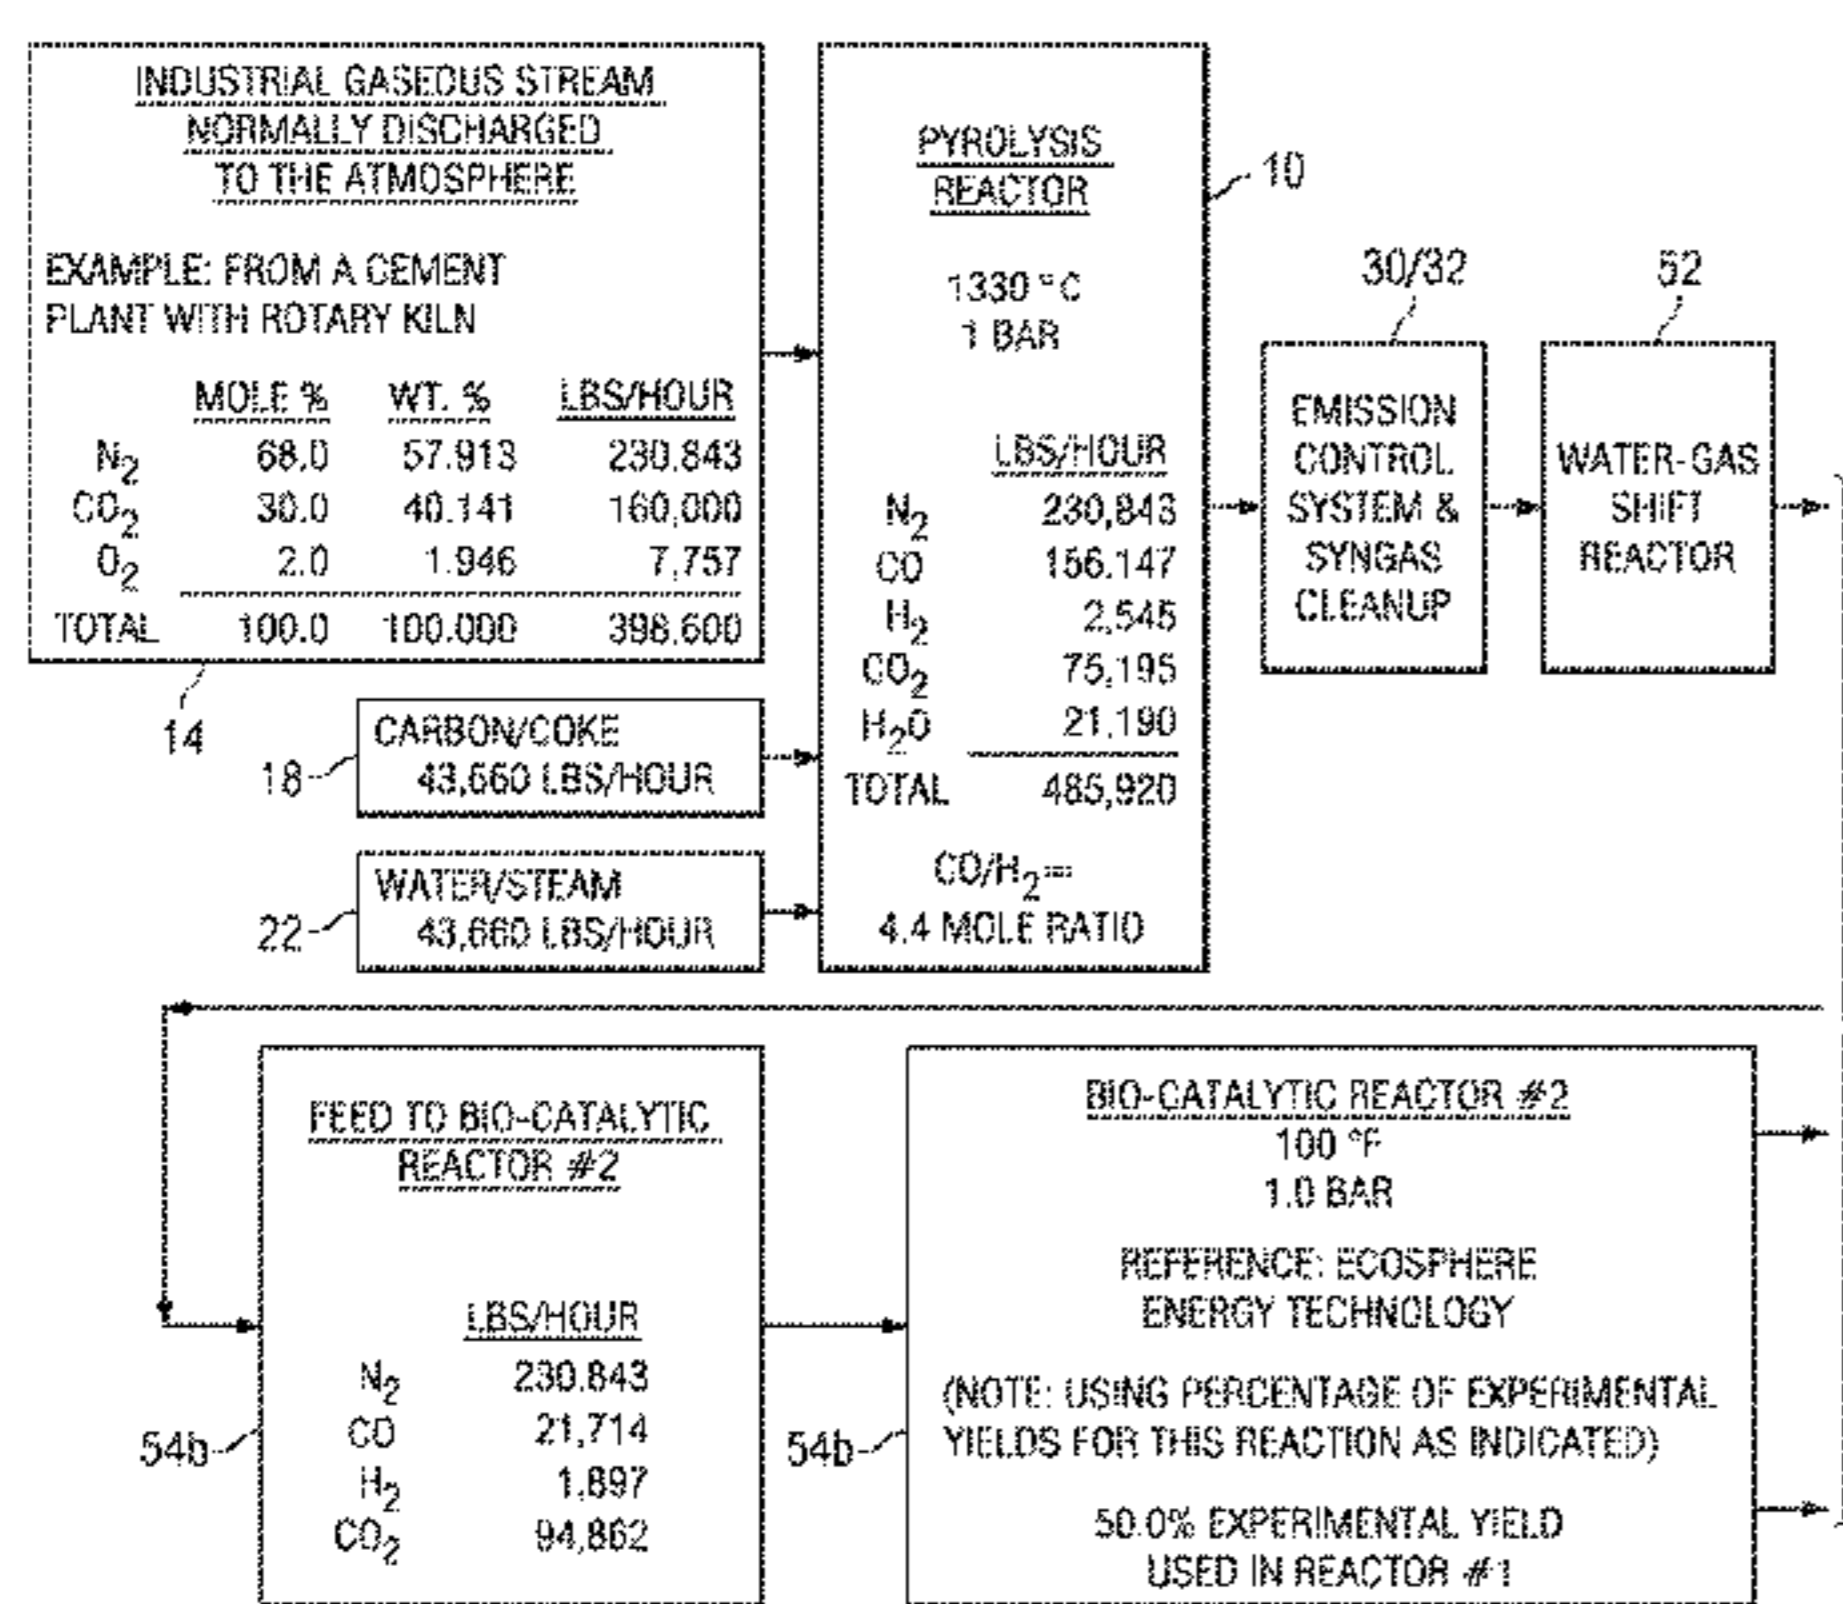 INDUSTRIAL GASEOUS STREAM
NORMALLY DISCHARGED
TO THE ATMOSPHERE
EXAMPLE: FROM A CEMENT
PLANT WITH ROTARY KILN
MOLE % WT. % LBS/HOUR
N2 68.0 57.913 230,843
CO2 30.0 40.141 160,000
O2 2.0 1.946 7,757
TOTAL 100.0 100.000 398,600
14
18
CARBON/COKE
43,660 LBS/HOUR
22
WATER/STEAM
43,660 LBS/HOUR
PYROLYSIS
REACTOR
1330 °C
1 BAR
LBS/HOUR
N2 230,843
CO 156,147
H2 2,545
CO2 75,195
H2O 21,190
TOTAL 485,920
CO/H2=
4.4 MOLE RATIO
10
30/32
EMISSION
CONTROL
SYSTEM &
SYNGAS
CLEANUP
52
WATER-GAS
SHIFT
REACTOR
FEED TO BIO-CATALYTIC
REACTOR #2
LBS/HOUR
N2 230,843
CO 21,714
H2 1,897
CO2 94,862
54b
BIO-CATALYTIC REACTOR #2
100 °F
1.0 BAR
REFERENCE: ECOSPHERE
ENERGY TECHNOLOGY
(NOTE: USING PERCENTAGE OF EXPERIMENTAL
YIELDS FOR THIS REACTION AS INDICATED)
50.0% EXPERIMENTAL YIELD
USED IN REACTOR #1
54b